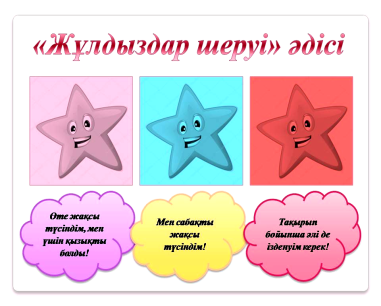 «Жұлдыздар шеруі» әдісі
Өте жақсы
түсіндім, мен
үшін қызықты
болды!
Мен сабақты
жақсы
түсіндім!
Тақырып
бойынша әлі де
ізденуім керек!